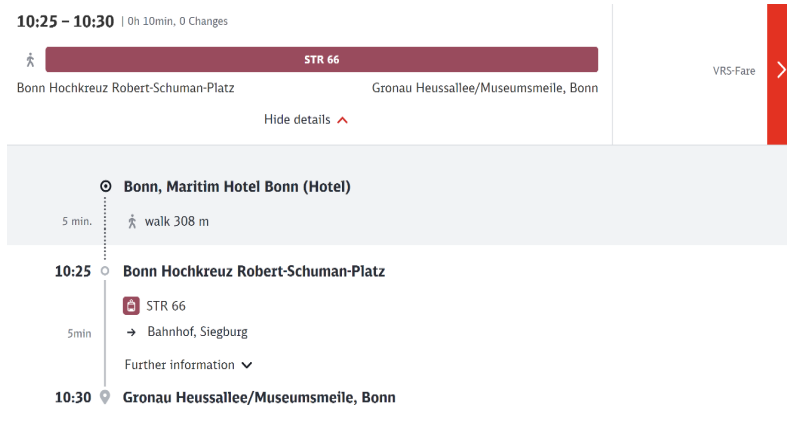 10:25 – 10:30 | 0h 10min, 0 Changes
STR 66
VRS-Fare
Bonn Hochkreuz Robert-Schuman-Platz Gronau Heussallee/Museumsmeile, Bonn
Hide details
Bonn, Maritim Hotel Bonn (Hotel)
5 min. walk 308 m
10:25 Bonn Hochkreuz Robert-Schuman-Platz
STR 66
5min → Bahnhof, Siegburg
Further information
10:30 Gronau Heussallee/Museumsmeile, Bonn